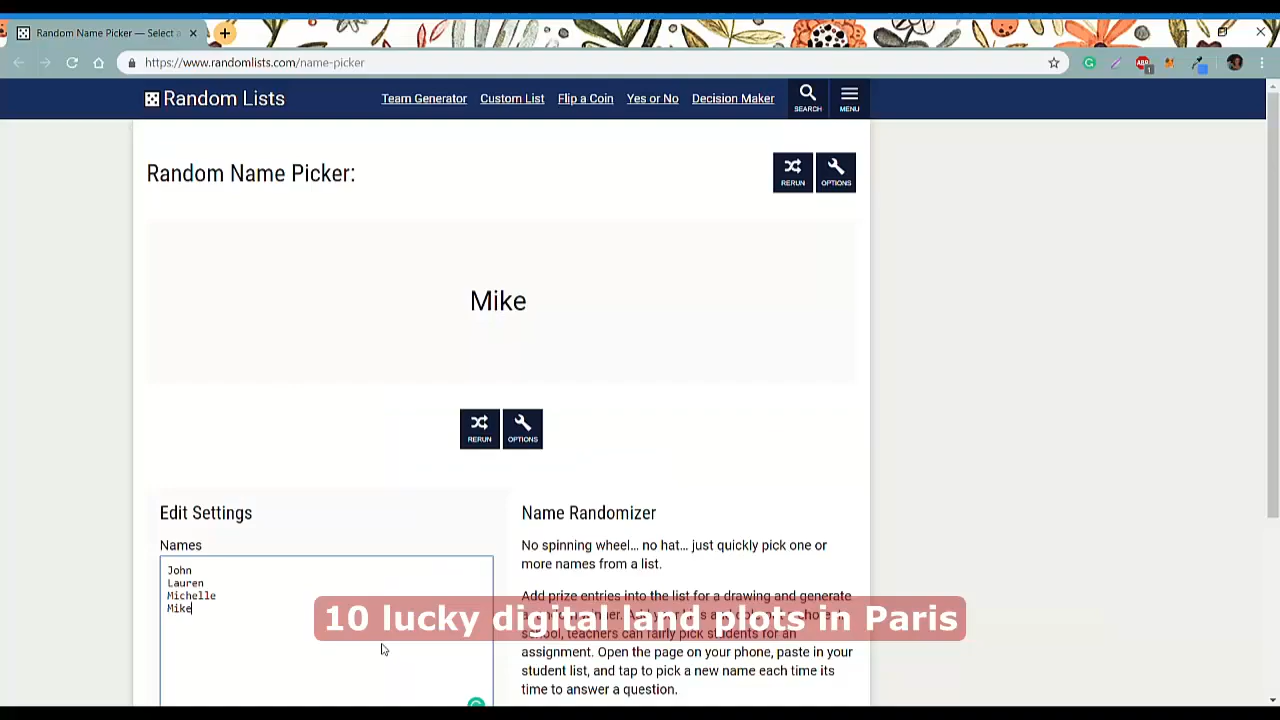 Random Name Picker — Select a
https://www.randomlists.com/name-picker
Random Lists
Team Generator
Custom List
Flip a Coin
Yes or No
Decision Maker
SEARCH
MENU
Random Name Picker:
RERUN
OPTIONS
Mike
RERUN
OPTIONS
Edit Settings
Names
John
Lauren
Michelle
Mike
Name Randomizer
No spinning wheel... no hat... just quickly pick one or
more names from a list.
Add prize entries into the list for a drawing and generate
school, teachers can fairly pick students for an
assignment. Open the page on your phone, paste in your
student list, and tap to pick a new name each time its
time to answer a question.
10 lucky digital land plots in Paris